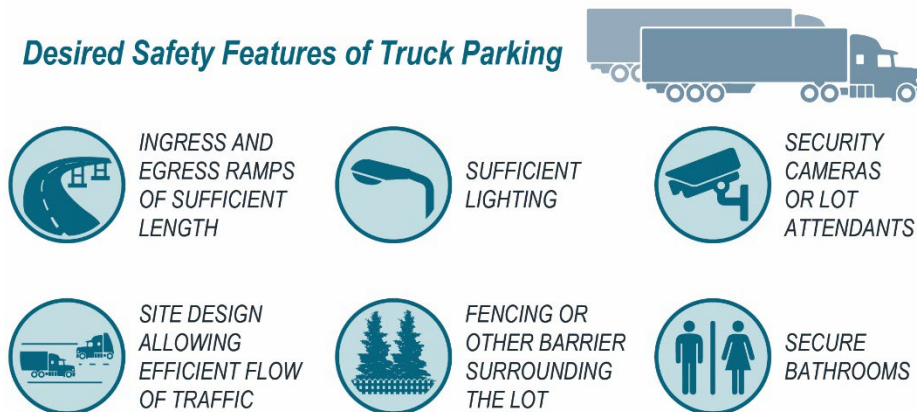 Desired Safety Features of Truck Parking
INGRESS AND
EGRESS RAMPS
OF SUFFICIENT
LENGTH
SUFFICIENT
LIGHTING
SECURITY
CAMERAS
OR LOT
ATTENDANTS
SITE DESIGN
ALLOWING
EFFICIENT FLOW
OF TRAFFIC
FENCING OR
OTHER BARRIER
SURROUNDING
THE LOT
SECURE
BATHROOMS